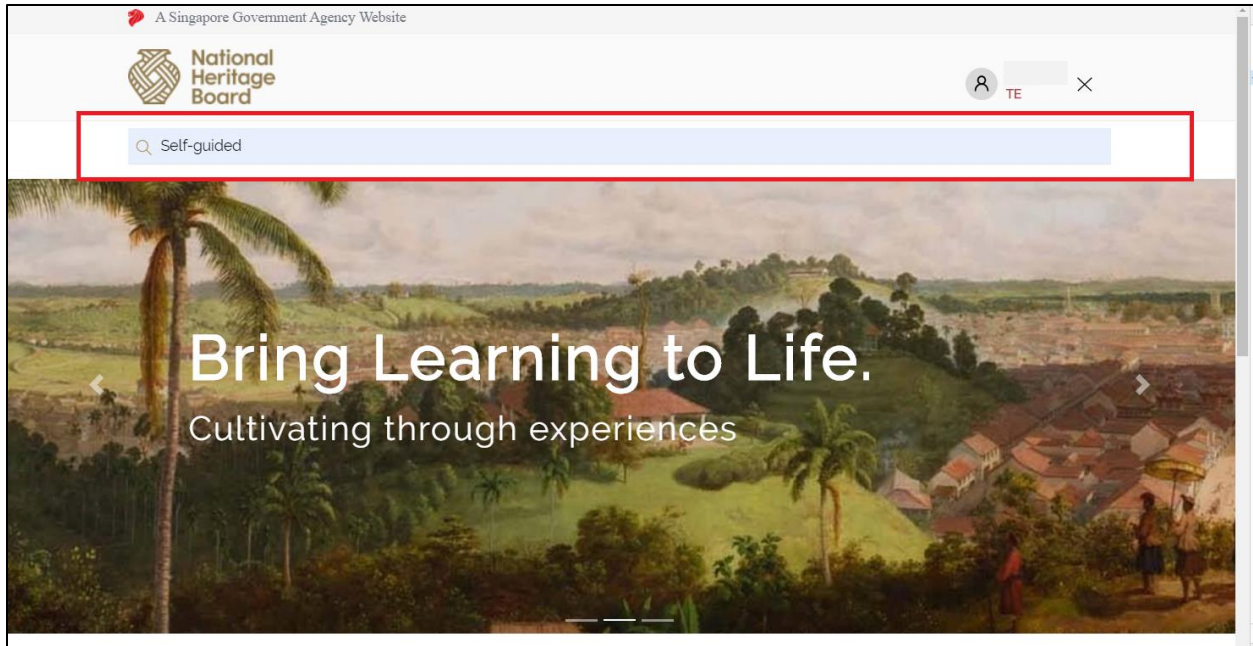 A Singapore Government Agency Website
National
Heritage
Board
TE
Self-guided
Bring Learning to Life.
Cultivating through experiences